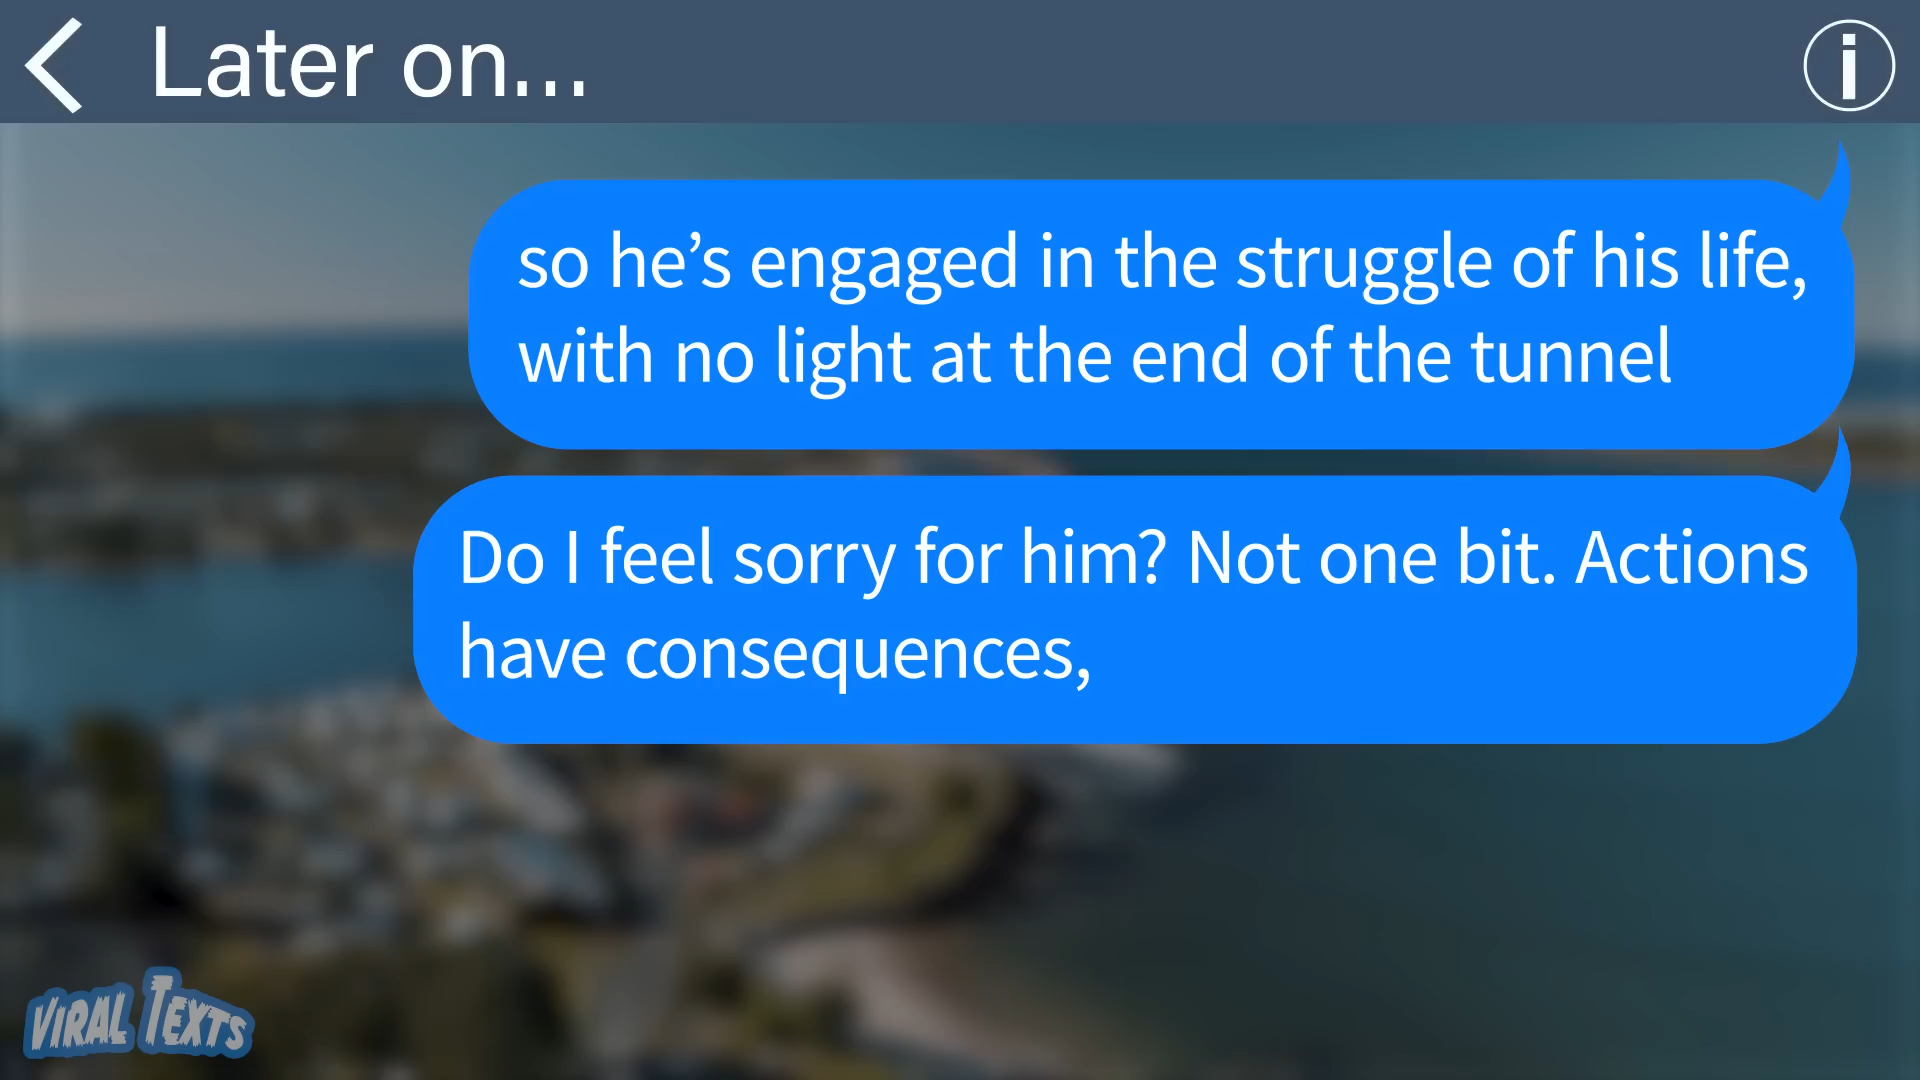 Later on...
so he’s engaged in the struggle of his life,
with no light at the end of the tunnel
Do I feel sorry for him? Not one bit. Actions
have consequences,
VIRAL TEXTS